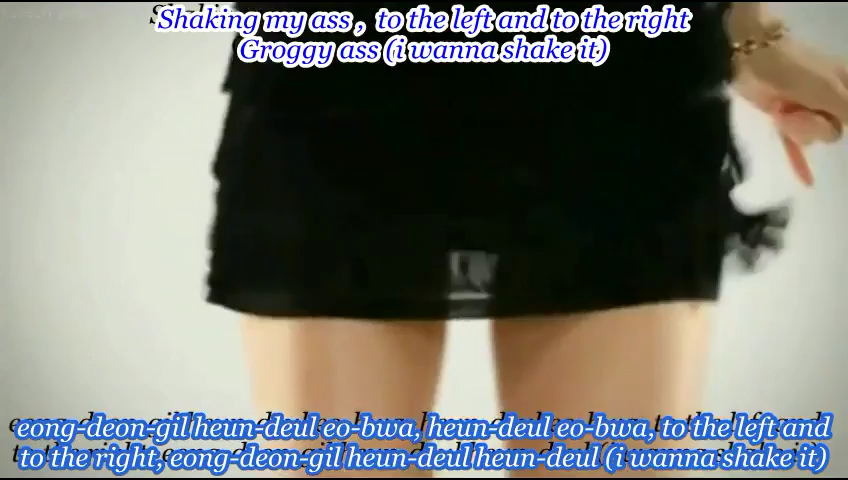 Shaking my ass , to the left and to the right
Groggy ass (i wanna shake it)
eong-deon-gil heun-deul eo-bwa, heun-deul eo-bwa, to the left and
to the right, eong-deon-gil heun-deul heun-deul (i wanna shake it)